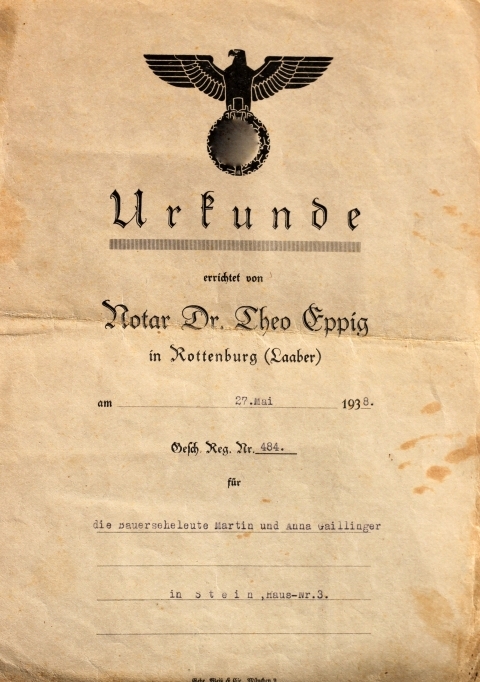 Urkunde
errichtet von
Notar Dr. Theo Eppig
in Rottenburg (Laaber)
am 27.Mai 1938.
Gesch. Reg. Nr. 484.
für
die Bauerseheleute Martin und Anna Gaillinger
in S t e i n ,Haus-Nr.3.